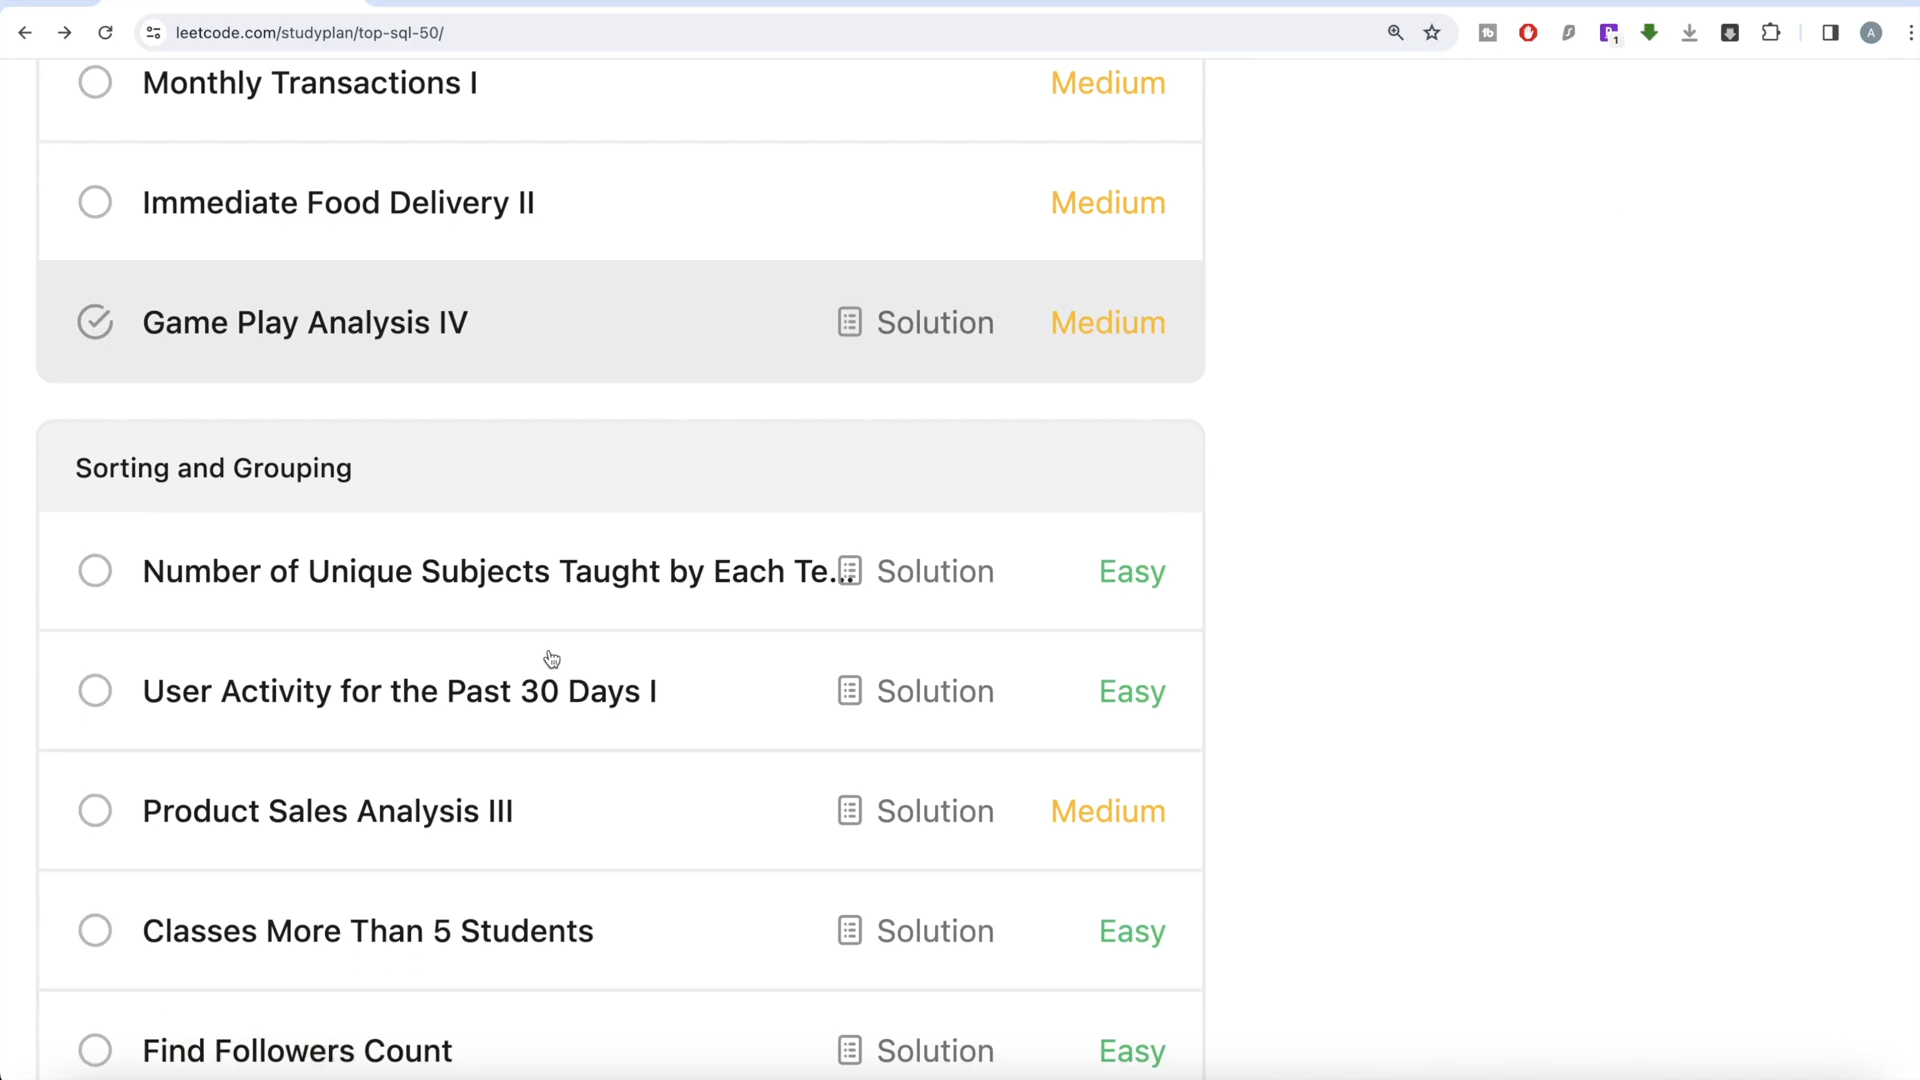 leetcode.com/studyplan/top-sql-50/
1
A
Monthly Transactions I Medium
Immediate Food Delivery II Medium
Game Play Analysis IV Solution Medium
Sorting and Grouping
Number of Unique Subjects Taught by Each Te... Solution Easy
User Activity for the Past 30 Days I Solution Easy
Product Sales Analysis III Solution Medium
Classes More Than 5 Students Solution Easy
Find Followers Count Solution Easy